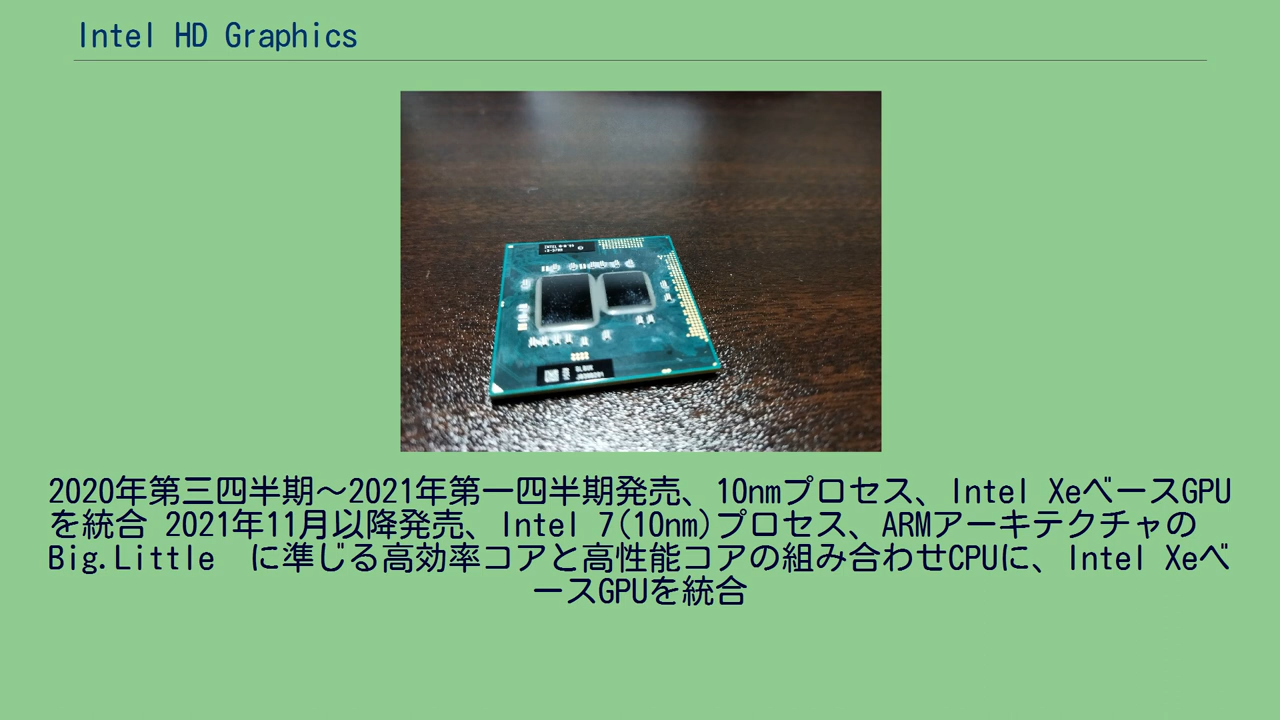 Intel HD Graphics
2020年第三四半期～2021年第一四半期発売、10nmプロセス、Intel XeベースGPU
を統合 2021年11月以降発売、Intel 7(10nm)プロセス、ARMアーキテクチャの
Big.Little　に準じる高効率コアと高性能コアの組み合わせCPUに、Intel Xeベ
ースGPUを統合